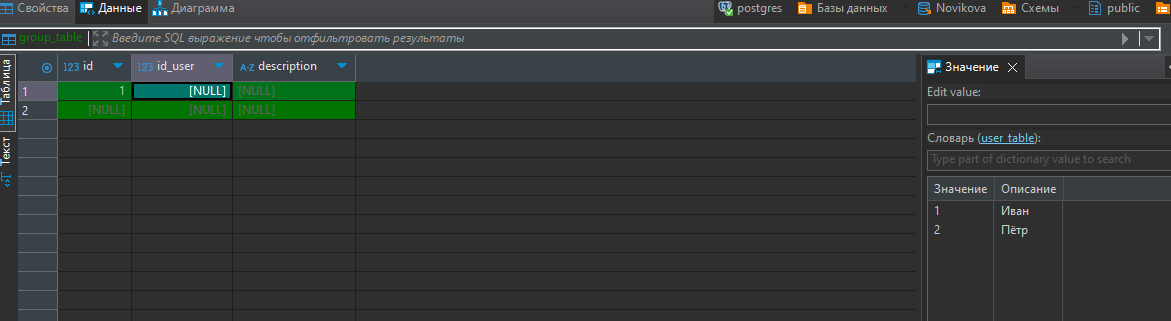 Свойства Данные Диаграмма postgres Базы данных Novikova Схемы public
group_table Введите SQL выражение чтобы отфильтровать результаты
Таблица
Текст
123 id 123 id_user A-Z description
1 1 [NULL] [NULL]
2 [NULL] [NULL] [NULL]
Значение
Edit value:
Словарь (user_table):
Type part of dictionary value to search
Значение Описание
1 Иван
2 Пётр